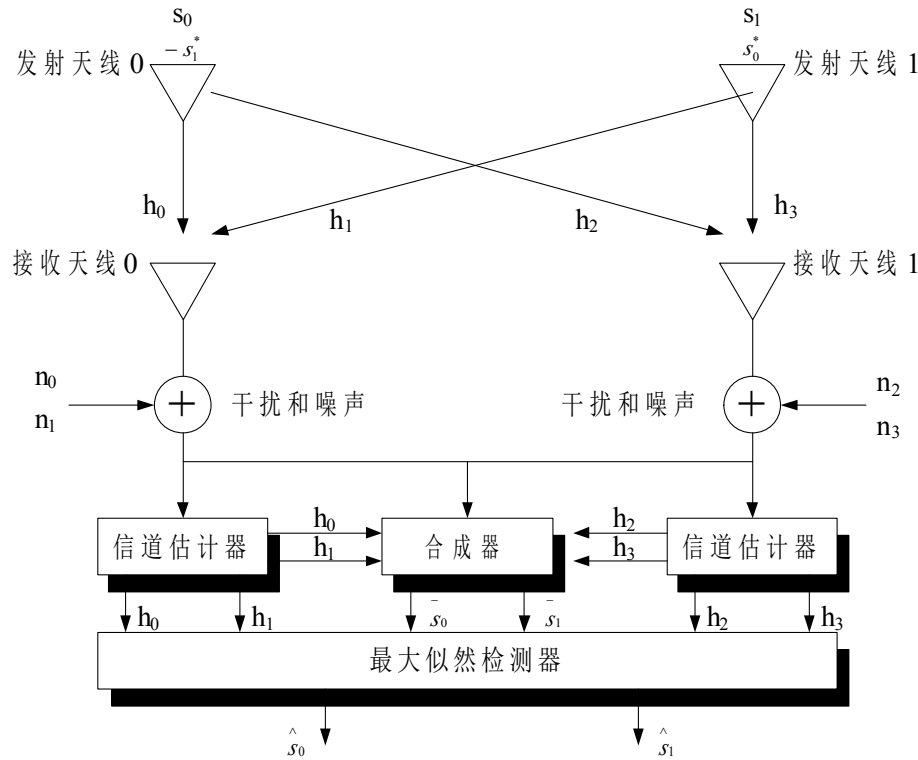 s₀ s₁
发射天线 0 −s₁* s₀* 发射天线 1
h₀ h₁ h₂ h₃
接收天线 0 接收天线 1
n₀ + 干扰和噪声 干扰和噪声 + n₂
n₁ n₃
信道估计器 h₀ 合成器 h₂ 信道估计器
h₁ h₃
h₀ h₁ s̄₀ s̄₁ h₂ h₃
最大似然检测器
ŝ₀ ŝ₁